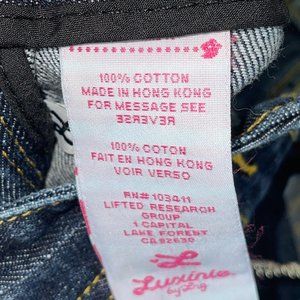 100% COTTON
MADE IN HONG KONG
FOR MESSAGE SEE
REVERSE
100% COTON
FAIT EN HONG KONG
VOIR VERSO
RN# 103411
LIFTED RESEARCH
GROUP
1 CAPITAL
LAKE FOREST
CA 92630
Luxirie
by Lrg